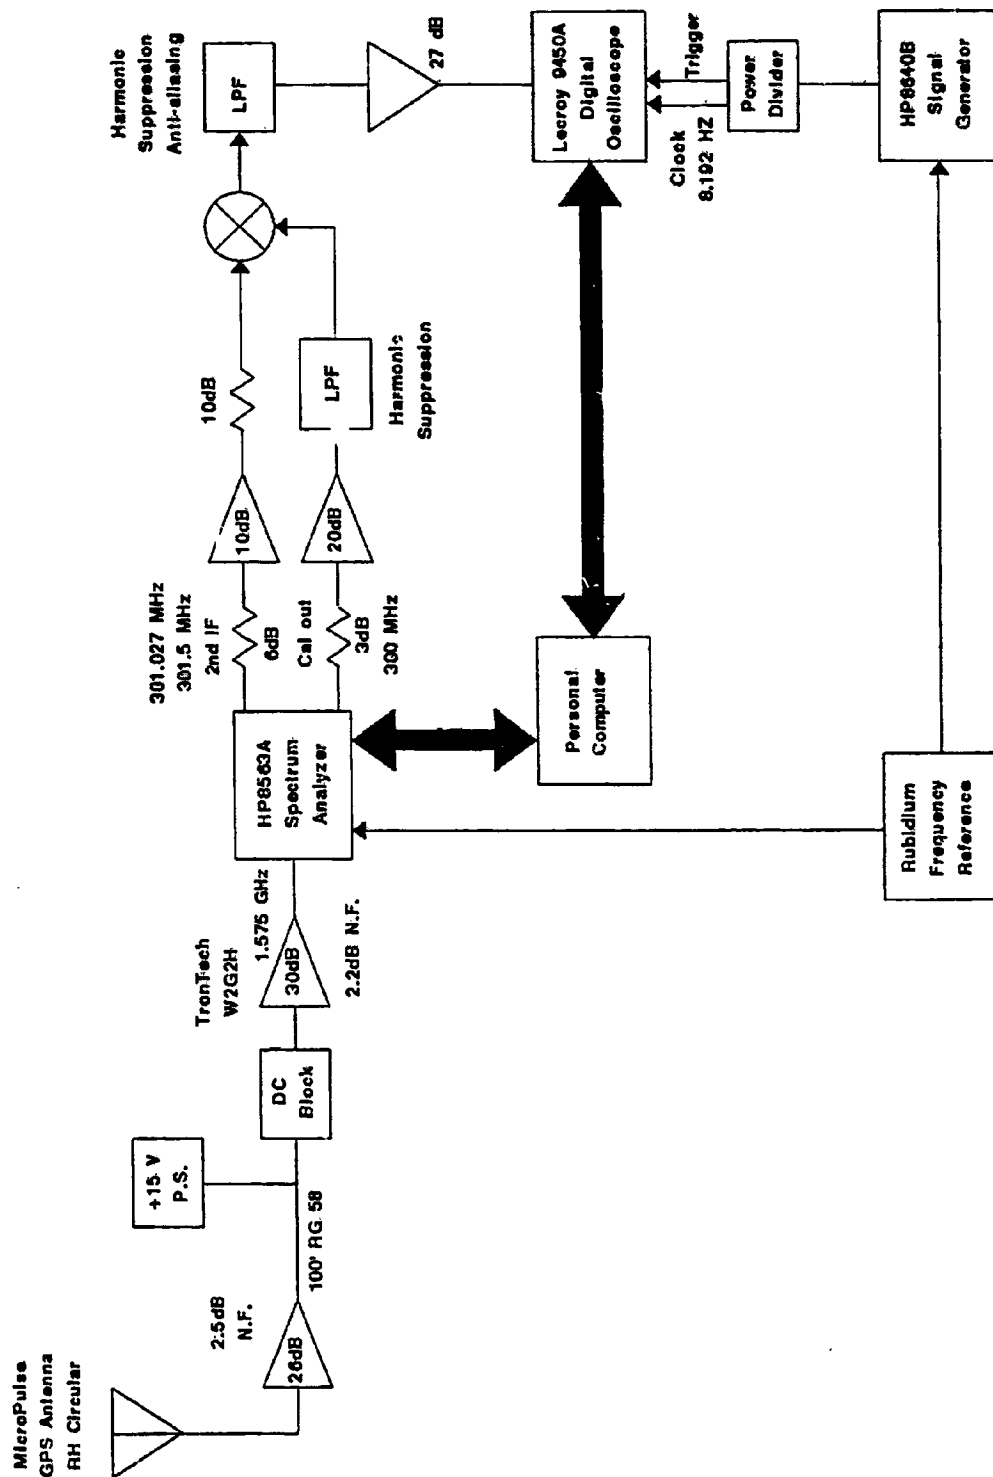 MicroPulse
GPS Antenna
RH Circular
26dB
2.5dB
N.F.
100' RG 58
+15 V
P.S.
DC
Block
TronTech
W2G2H
30dB
1.575 GHz
2.2dB N.F.
HP8563A
Spectrum
Analyzer
301.027 MHz
301.5 MHz
2nd IF
6dB
Cal out
3dB
300 MHz
10dB
20dB
10dB
LPF
Harmonic
Suppression
Harmonic
Suppression
Anti-aliasing
LPF
27 dB
Lecroy 9450A
Digital
Oscilloscope
Trigger
Clock
8.192 HZ
Power
Divider
HP8640B
Signal
Generator
Personal
Computer
Rubidium
Frequency
Reference